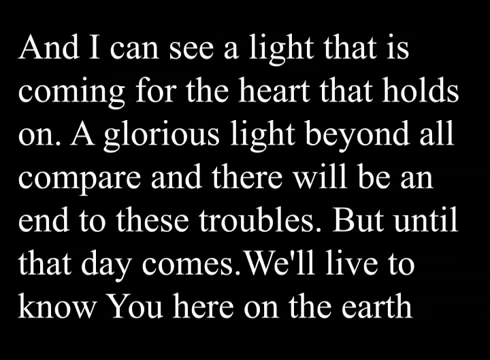 And I can see a light that is
coming for the heart that holds
on. A glorious light beyond all
compare and there will be an
end to these troubles. But until
that day comes.We'll live to
know You here on the earth